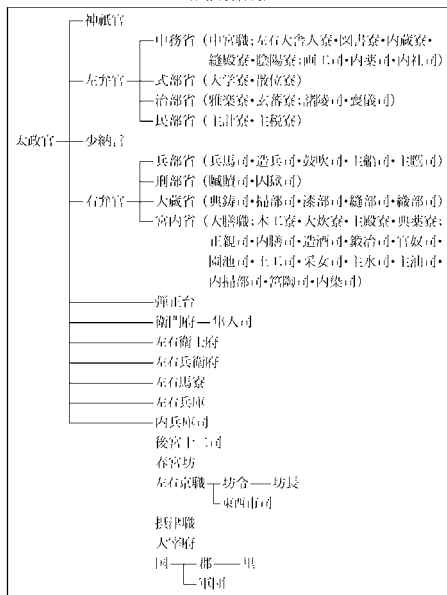 神祇官
中務省（中宮職；左右大舎人寮・図書寮・内蔵寮・
縫殿寮・陰陽寮；画工司・内薬司・内礼司）
左弁官
式部省（大学寮・散位寮）
治部省（雅楽寮・玄蕃寮；諸陵司・喪儀司）
民部省（主計寮・主税寮）
太政官
少納言
兵部省（兵馬司・造兵司・鼓吹司・主船司・主鷹司）
刑部省（贓贖司・囚獄司）
右弁官
大蔵省（典鋳司・掃部司・漆部司・縫部司・織部司）
宮内省（大膳職；木工寮・大炊寮・主殿寮・典薬寮；
正親司・内膳司・造酒司・鍛冶司・官奴司・
園池司・土工司・采女司・主水司・主油司・
内掃部司・筥陶司・内染司）
弾正台
衛門府 隼人司
左右衛士府
左右兵衛府
左右馬寮
左右兵庫
内兵庫司
後宮十二司
春宮坊
左右京職 坊令 坊長
東西市司
摂津職
大宰府
国 郡 里
軍団